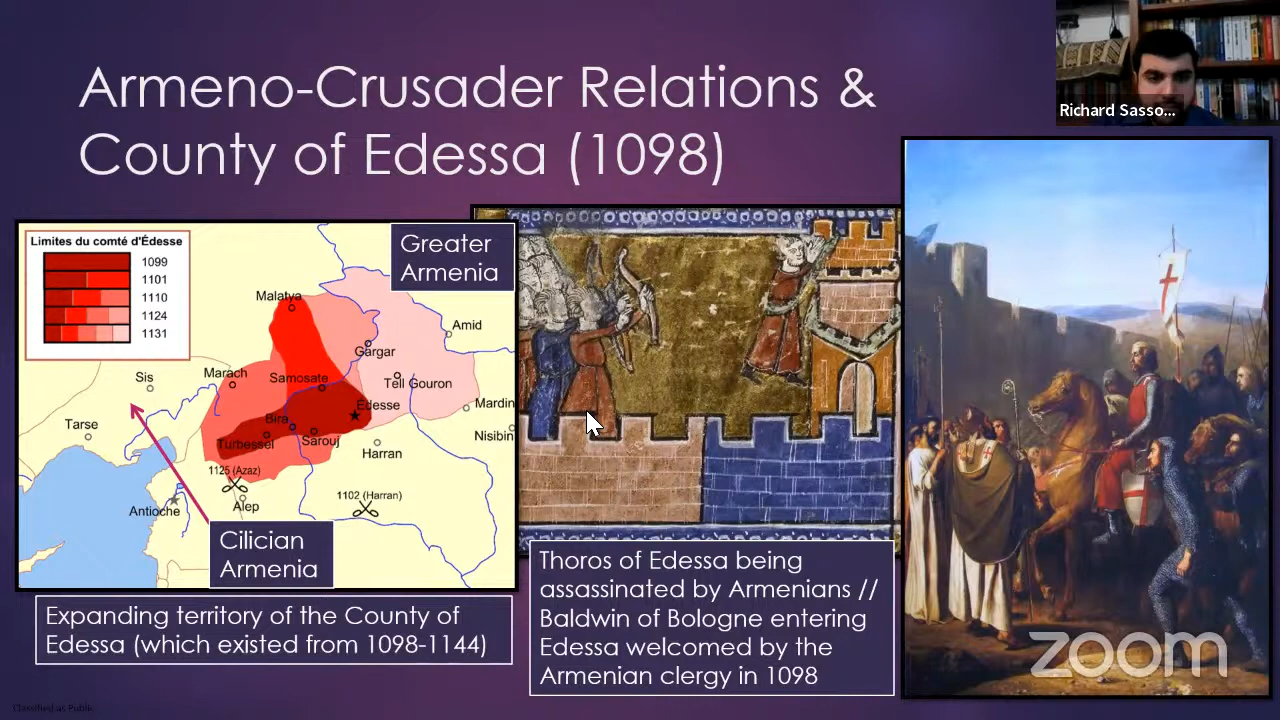 Armeno-Crusader Relations &
County of Edessa (1098)
Richard Sasso...
Limites du comté d'Édesse
1099
1101
1110
1124
1131
Greater
Armenia
Malatya
Amid
Gargar
Sis
Marach
Samosate
Tell Gouron
Edesse
Mardin
Tarse
Bira
Turbessel
Sarouj
Nisibin
Harran
1125 (Azaz)
1102 (Harran)
Antioche
Alep
Cilician
Armenia
Expanding territory of the County of
Edessa (which existed from 1098-1144)
Thoros of Edessa being
assassinated by Armenians //
Baldwin of Bologne entering
Edessa welcomed by the
Armenian clergy in 1098
zoom
Classified as Public